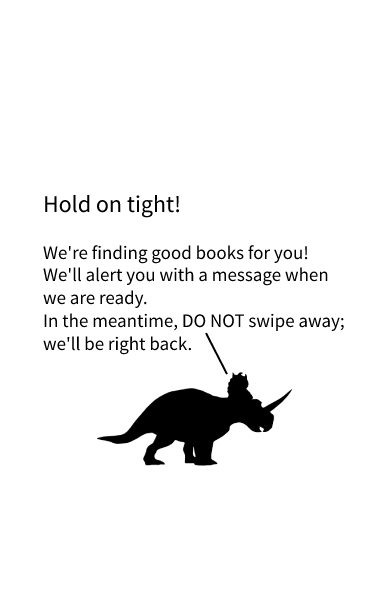 Hold on tight!
We're finding good books for you!
We'll alert you with a message when
we are ready.
In the meantime, DO NOT swipe away;
we'll be right back.